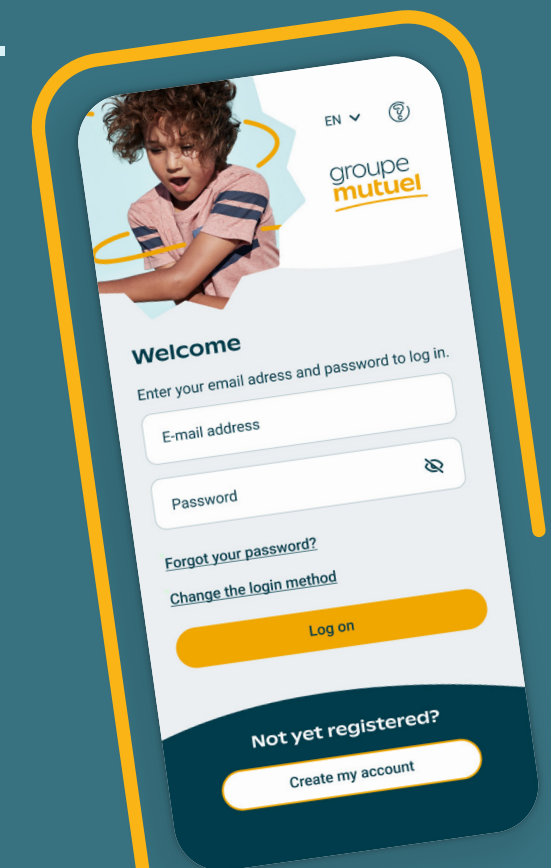 EN
groupe
mutuel
Welcome
Enter your email adress and password to log in.
E-mail address
Password
Forgot your password?
Change the login method
Log on
Not yet registered?
Create my account